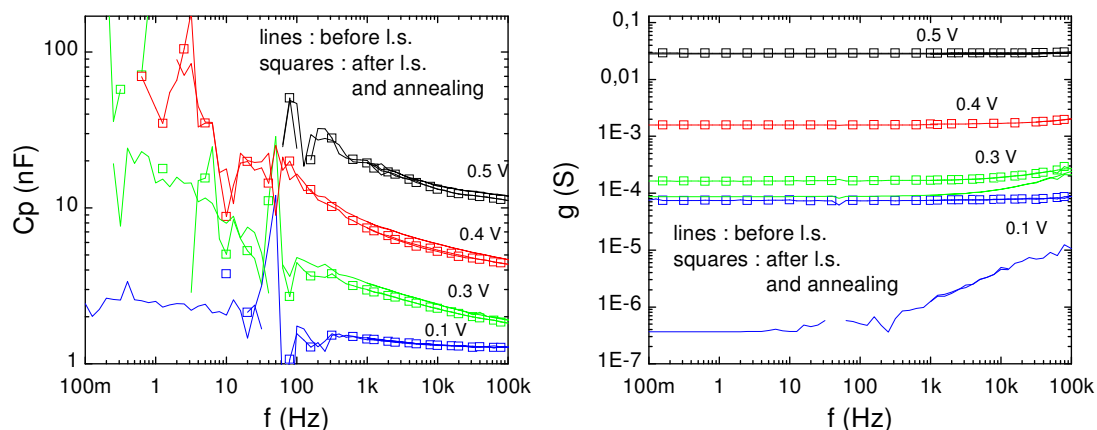 100
10
1
Cp (nF)
lines : before l.s.
squares : after l.s.
and annealing
0.5 V
0.4 V
0.3 V
0.1 V
100m 1 10 100 1k 10k 100k
f (Hz)
0,1
0,01
1E-3
1E-4
1E-5
1E-6
1E-7
g (S)
0.5 V
0.4 V
0.3 V
0.1 V
lines : before l.s.
squares : after l.s.
and annealing
100m 1 10 100 1k 10k 100k
f (Hz)